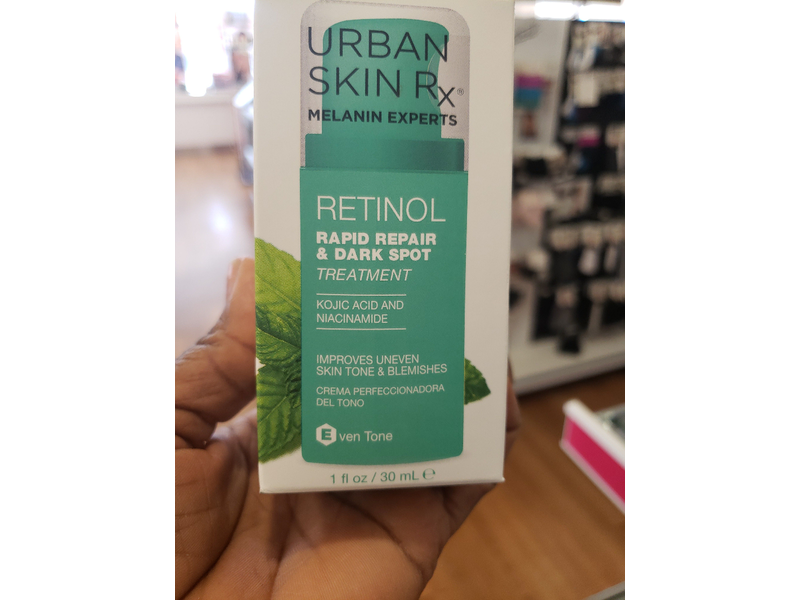 URBAN
SKIN Rx®
MELANIN EXPERTS
RETINOL
RAPID REPAIR
& DARK SPOT
TREATMENT
KOJIC ACID AND
NIACINAMIDE
IMPROVES UNEVEN
SKIN TONE & BLEMISHES
CREMA PERFECCIONADORA
DEL TONO
E ven Tone
1 fl oz / 30 mL ℮